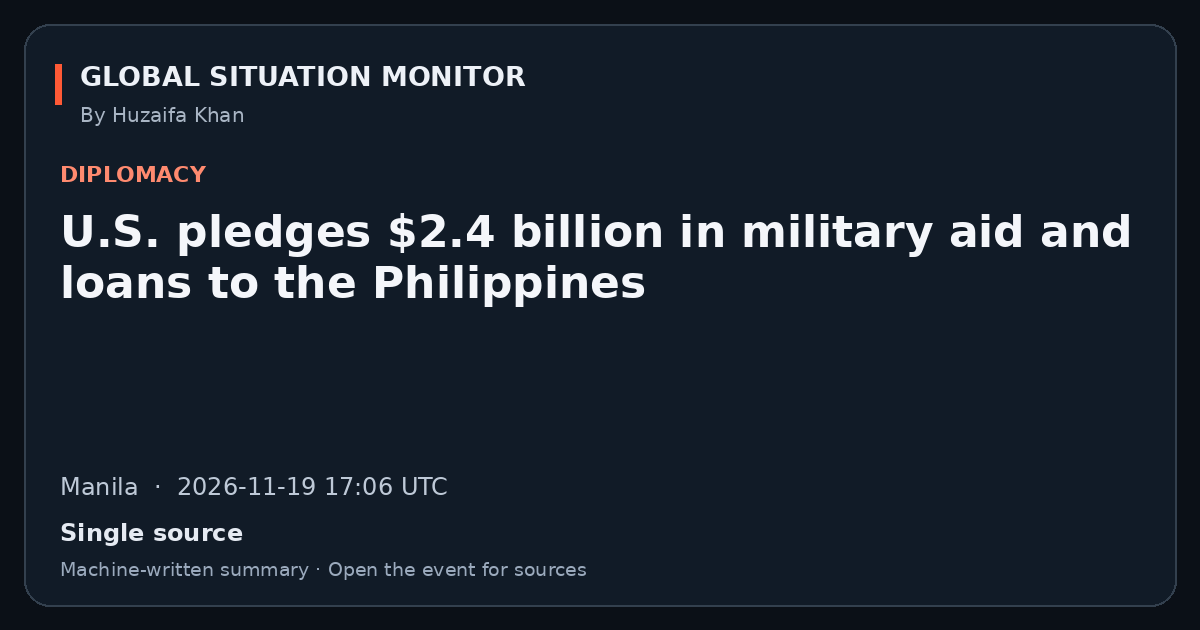 GLOBAL SITUATION MONITOR
By Huzaifa Khan
DIPLOMACY
U.S. pledges $2.4 billion in military aid and
loans to the Philippines
Manila · 2026-11-19 17:06 UTC
Single source
Machine-written summary · Open the event for sources